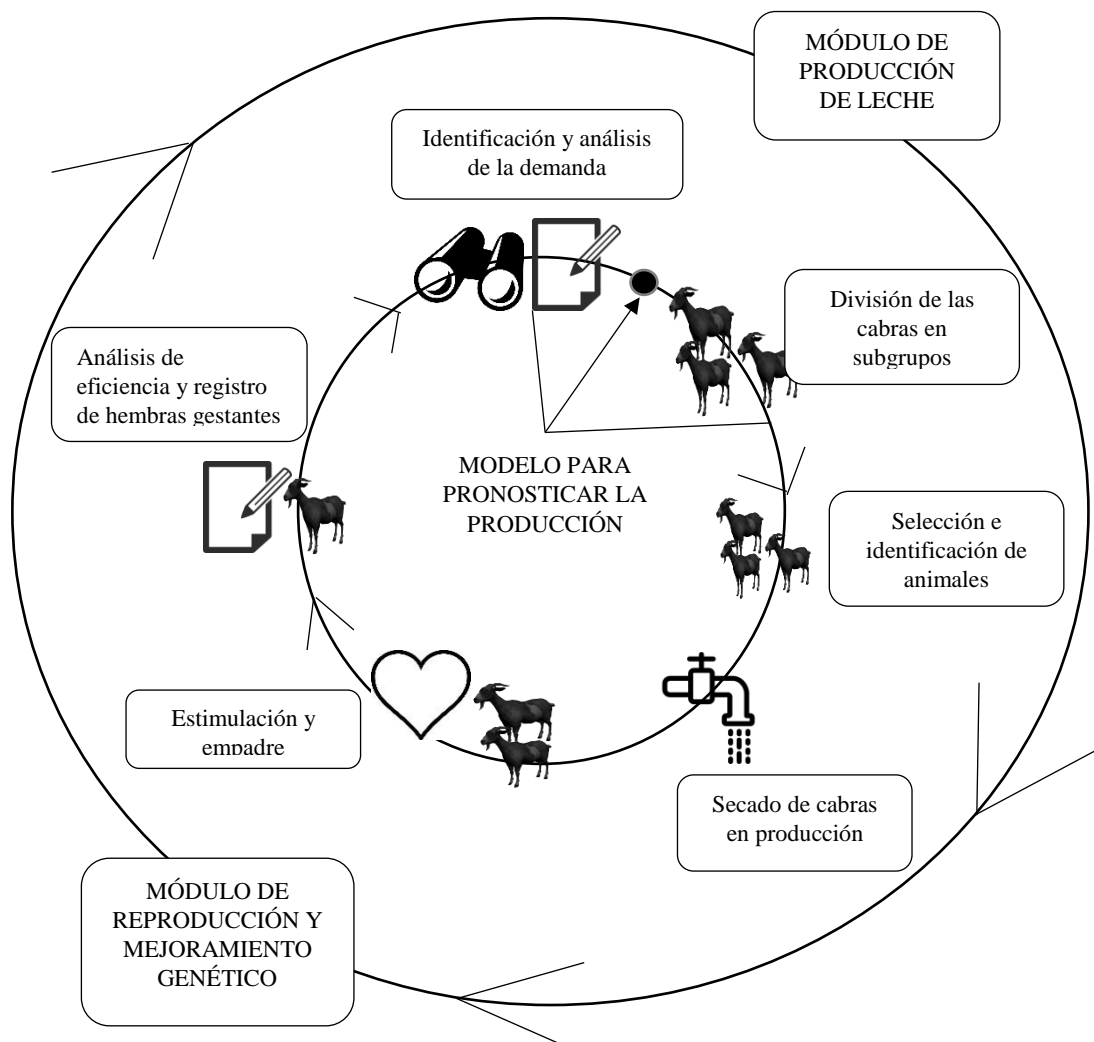 MÓDULO DE
PRODUCCIÓN
DE LECHE
Identificación y análisis
de la demanda
División de las
cabras en
subgrupos
Análisis de
eficiencia y registro
de hembras gestantes
MODELO PARA
PRONOSTICAR LA
PRODUCCIÓN
Selección e
identificación de
animales
Estimulación y
empadre
Secado de cabras
en producción
MÓDULO DE
REPRODUCCIÓN Y
MEJORAMIENTO
GENÉTICO